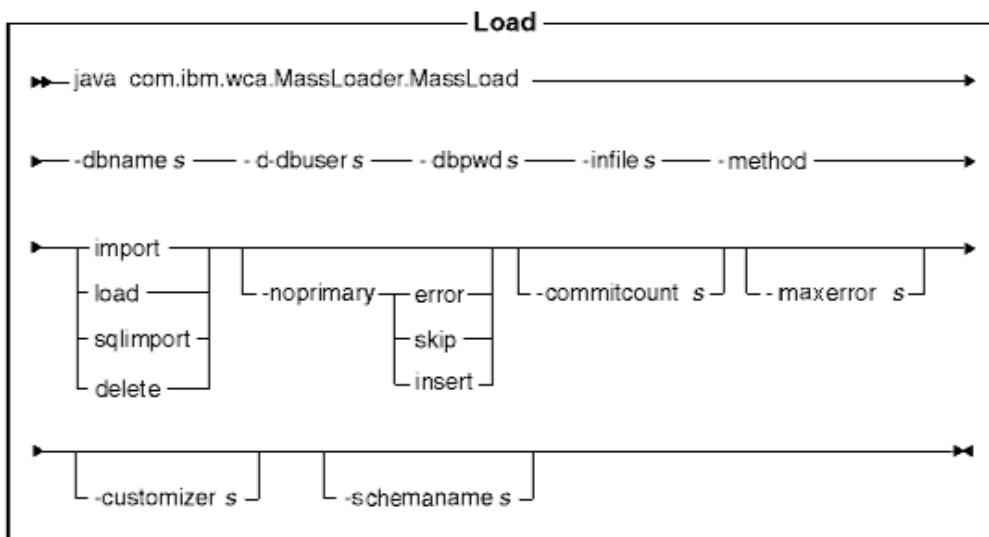 Load
java com.ibm.wca.MassLoader.MassLoad
-dbname s -d-dbuser s - dbpwd s -infile s -method
import
load
sqlimport
delete
-noprimary error
skip
insert
-commitcount s
- maxerror s
-customizer s -schemaname s